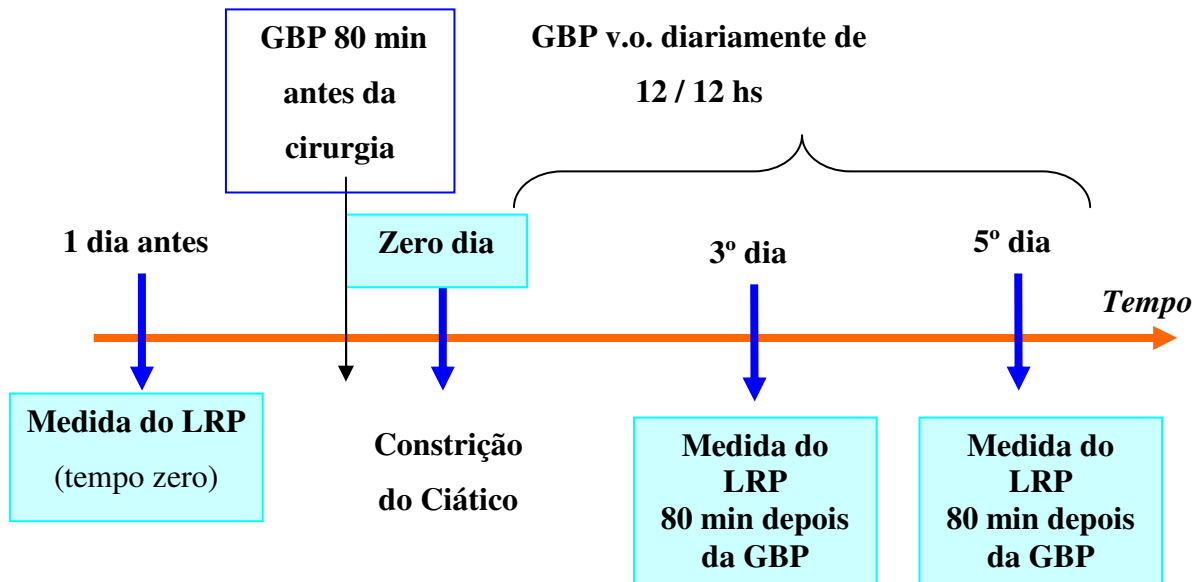 GBP 80 min
antes da
cirurgia
GBP v.o. diariamente de
12 / 12 hs
1 dia antes
Zero dia
3º dia
5º dia
Tempo
Medida do LRP
(tempo zero)
Constrição
do Ciático
Medida do
LRP
80 min depois
da GBP
Medida do
LRP
80 min depois
da GBP